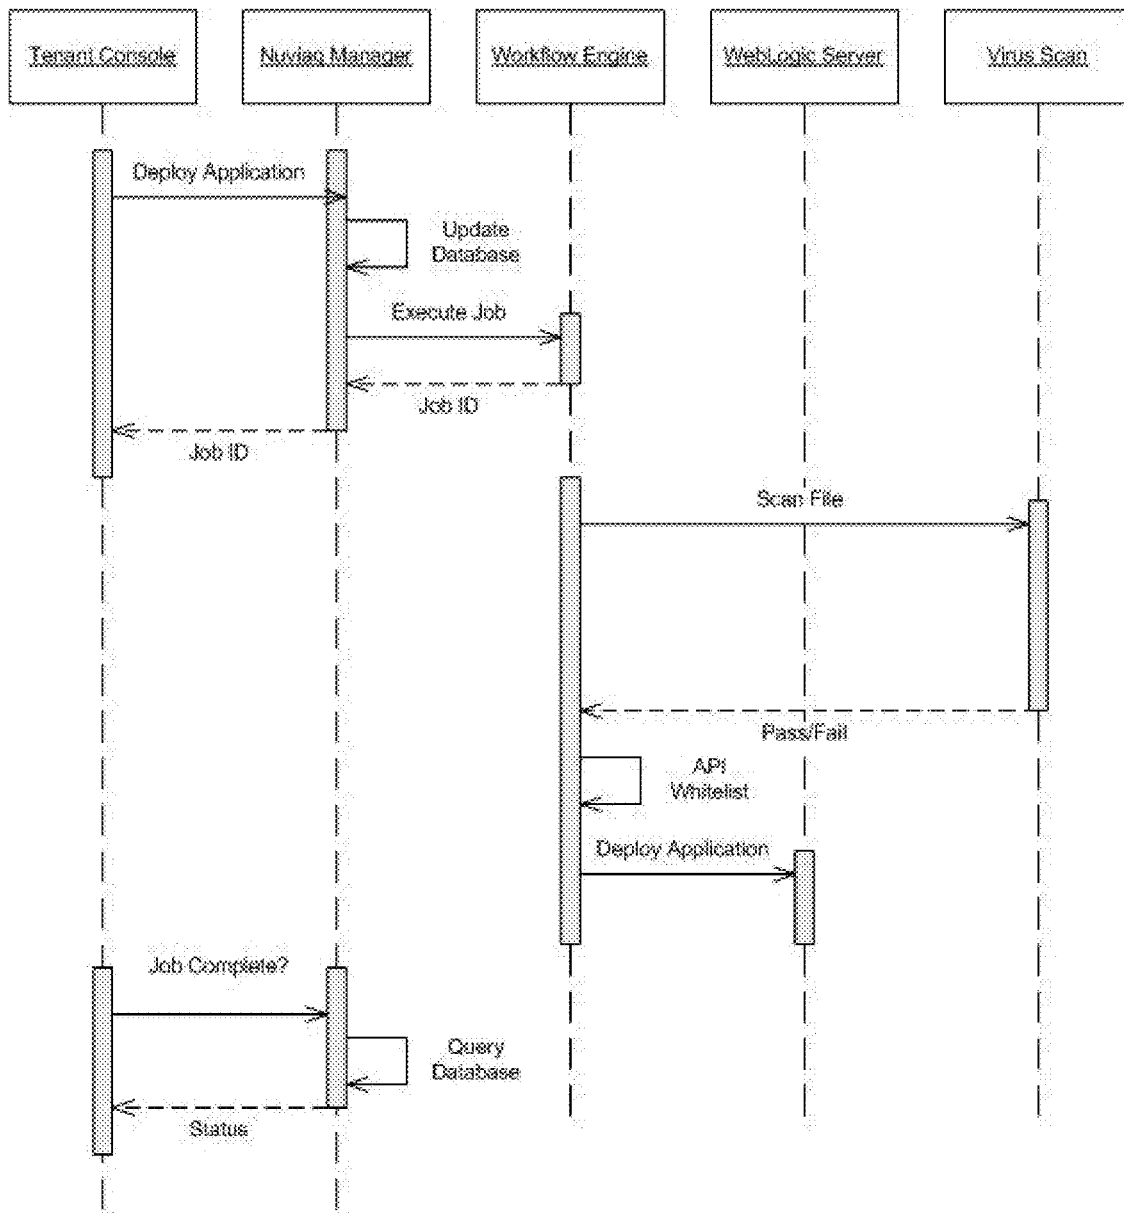 Tenant Console
Nuviaq Manager
Workflow Engine
WebLogic Server
Virus Scan
Deploy Application
Update
Database
Execute Job
Job ID
Job ID
Scan File
Pass/Fail
API
Whitelist
Deploy Application
Job Complete?
Query
Database
Status